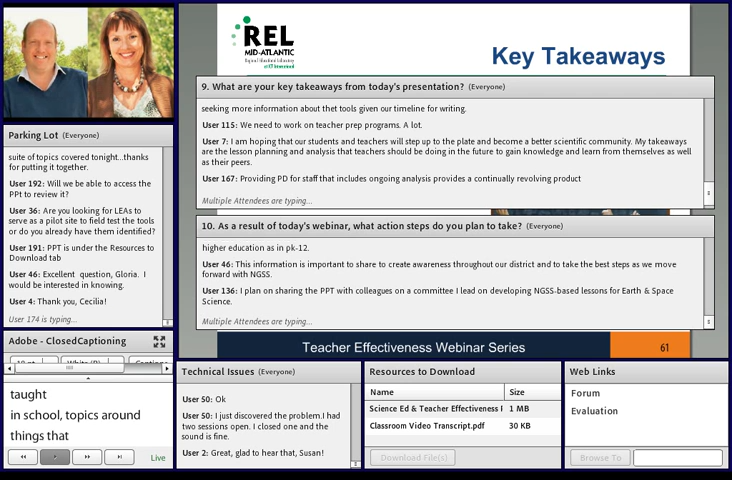 REL
MID-ATLANTIC
Regional Educational Laboratory
At ICF International
Key Takeaways
9. What are your key takeaways from today's presentation? (Everyone)
seeking more information about thet tools given our timeline for writing.
User 115: We need to work on teacher prep programs. A lot.
User 7: I am hoping that our students and teachers will step up to the plate and become a better scientific community. My takeaways
are the lesson planning and analysis that teachers should be doing in the future to gain knowledge and learn from themselves as well
as their peers.
User 167: Providing PD for staff that includes ongoing analysis provides a continually revolving product
Multiple Attendees are typing...
10. As a result of today's webinar, what action steps do you plan to take? (Everyone)
higher education as in pk-12.
User 46: This information is important to share to create awareness throughout our district and to take the best steps as we move
forward with NGSS.
User 136: I plan on sharing the PPT with colleagues on a committee I lead on developing NGSS-based lessons for Earth & Space
Science.
Multiple Attendees are typing...
Teacher Effectiveness Webinar Series
61
Parking Lot (Everyone)
suite of topics covered tonight...thanks
for putting it together.
User 192: Will we be able to access the
PPt to review it?
User 36: Are you looking for LEAs to
serve as a pilot site to field test the tools
or do you already have them identified?
User 191: PPT is under the Resources to
Download tab
User 46: Excellent question, Gloria. I
would be interested in knowing.
User 4: Thank you, Cecilia!
User 174 is typing...
Adobe - ClosedCaptioning
taught
in school, topics around
things that
Live
Technical Issues (Everyone)
User 50: Ok
User 50: I just discovered the problem.I had
two sessions open. I closed one and the
sound is fine.
User 2: Great, glad to hear that, Susan!
Resources to Download
Name Size
Science Ed & Teacher Effectiveness 1 MB
Classroom Video Transcript.pdf 30 KB
Download File(s)
Web Links
Forum
Evaluation
Browse To